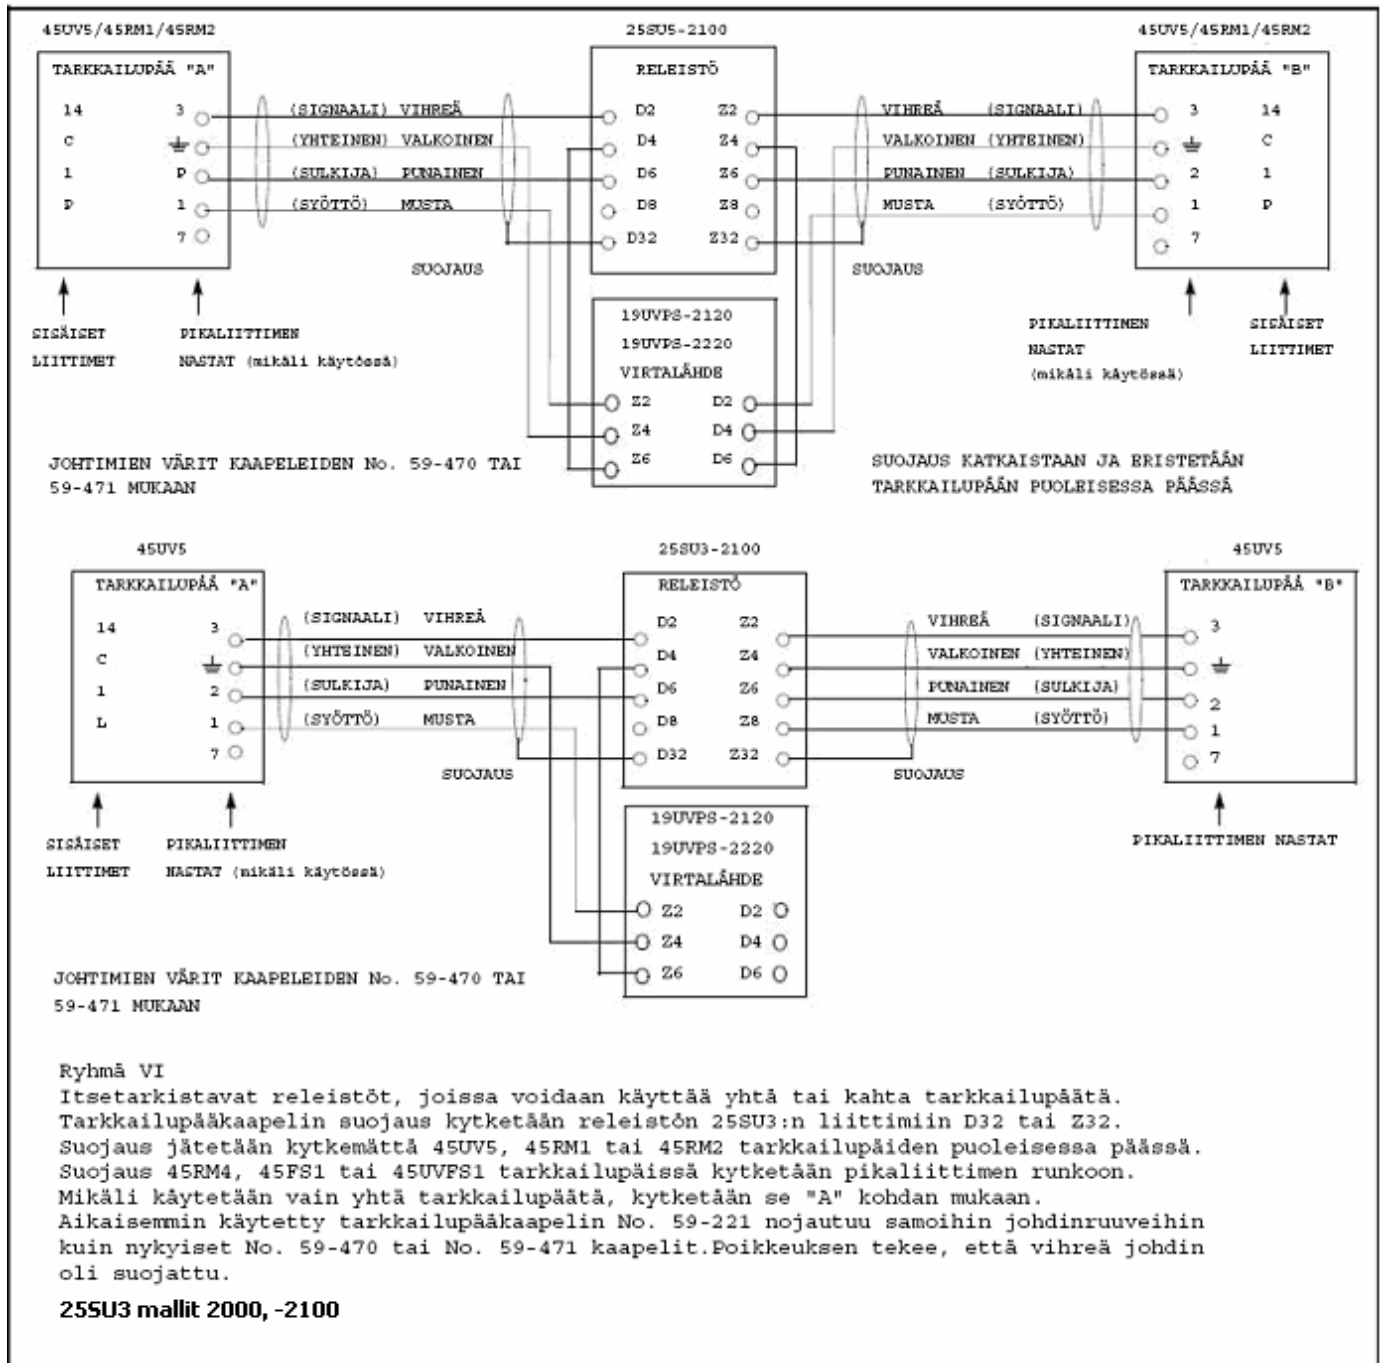 45UV5/45RM1/45RM2
25SU5-2100
45UV5/45RM1/45RM2
TARKKAILUPÄÄ "A"
RELEISTÖ
TARKKAILUPÄÄ "B"
14 3 (SIGNAALI) VIHREÄ D2 Z2 VIHREÄ (SIGNAALI) 3 14
C (YHTEINEN) VALKOINEN D4 Z4 VALKOINEN (YHTEINEN) C
1 P (SULKIJA) PUNAINEN D6 Z6 PUNAINEN (SULKIJA) 2 1
P 1 (SYÖTTÖ) MUSTA D8 Z8 MUSTA (SYÖTTÖ) 1 P
7 D32 Z32 7
SUOJAUS SUOJAUS
SISÄISET
LIITTIMET
PIKALIITTIMEN
NASTAT (mikäli käytössä)
19UVPS-2120
19UVPS-2220
VIRTALÄHDE
Z2 D2
Z4 D4
Z6 D6
PIKALIITTIMEN
NASTAT
(mikäli käytössä)
SISÄISET
LIITTIMET
JOHTIMIEN VÄRIT KAAPELEIDEN No. 59-470 TAI
59-471 MUKAAN
SUOJAUS KATKAISTAAN JA ERISTETÄÄN
TARKKAILUPÄÄN PUOLEISESSA PÄÄSSÄ
45UV5
25SU3-2100
45UV5
TARKKAILUPÄÄ "A"
RELEISTÖ
TARKKAILUPÄÄ "B"
14 3 (SIGNAALI) VIHREÄ D2 Z2 VIHREÄ (SIGNAALI) 3
C (YHTEINEN) VALKOINEN D4 Z4 VALKOINEN (YHTEINEN)
1 2 (SULKIJA) PUNAINEN D6 Z6 PUNAINEN (SULKIJA) 2
L 1 (SYÖTTÖ) MUSTA D8 Z8 MUSTA (SYÖTTÖ) 1
7 D32 Z32 7
SUOJAUS SUOJAUS
SISÄISET
LIITTIMET
PIKALIITTIMEN
NASTAT (mikäli käytössä)
19UVPS-2120
19UVPS-2220
VIRTALÄHDE
Z2 D2
Z4 D4
Z6 D6
PIKALIITTIMEN NASTAT
JOHTIMIEN VÄRIT KAAPELEIDEN No. 59-470 TAI
59-471 MUKAAN
Ryhmä VI
Itsetarkistavat releistöt, joissa voidaan käyttää yhtä tai kahta tarkkailupäätä.
Tarkkailupääkaapelin suojaus kytketään releistön 25SU3:n liittimiin D32 tai Z32.
Suojaus jätetään kytkemättä 45UV5, 45RM1 tai 45RM2 tarkkailupäiden puoleisessa päässä.
Suojaus 45RM4, 45FS1 tai 45UVFS1 tarkkailupäissä kytketään pikaliittimen runkoon.
Mikäli käytetään vain yhtä tarkkailupäätä, kytketään se "A" kohdan mukaan.
Aikaisemmin käytetty tarkkailupääkaapelin No. 59-221 nojautuu samoihin johdinruuveihin
kuin nykyiset No. 59-470 tai No. 59-471 kaapelit.Poikkeuksen tekee, että vihreä johdin
oli suojattu.
25SU3 mallit 2000, -2100